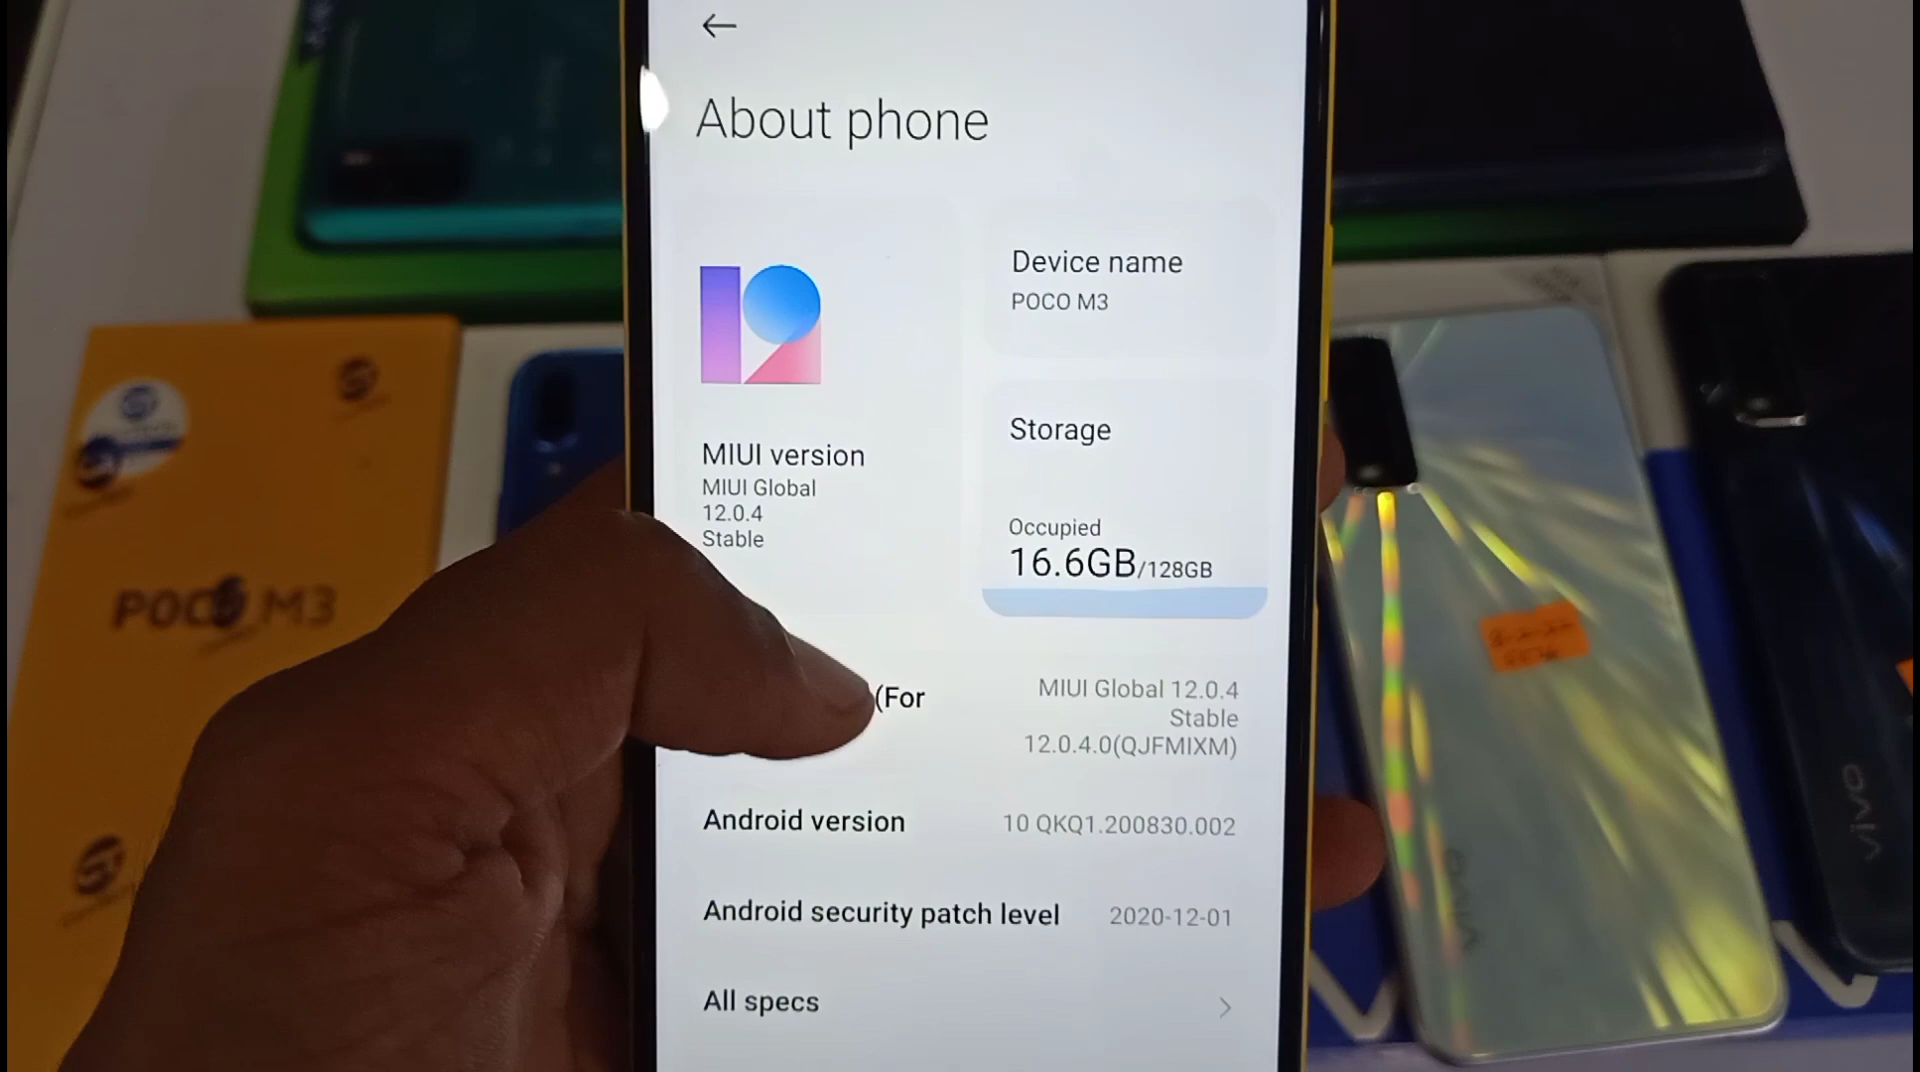 About phone
Device name
POCO M3
MIUI version
MIUI Global
12.0.4
Stable
Storage
Occupied
16.6GB/128GB
(For
MIUI Global 12.0.4
Stable
12.0.4.0(QJFMIXM)
Android version
10 QKQ1.200830.002
Android security patch level
2020-12-01
All specs
POCO M3
vivo
vivo